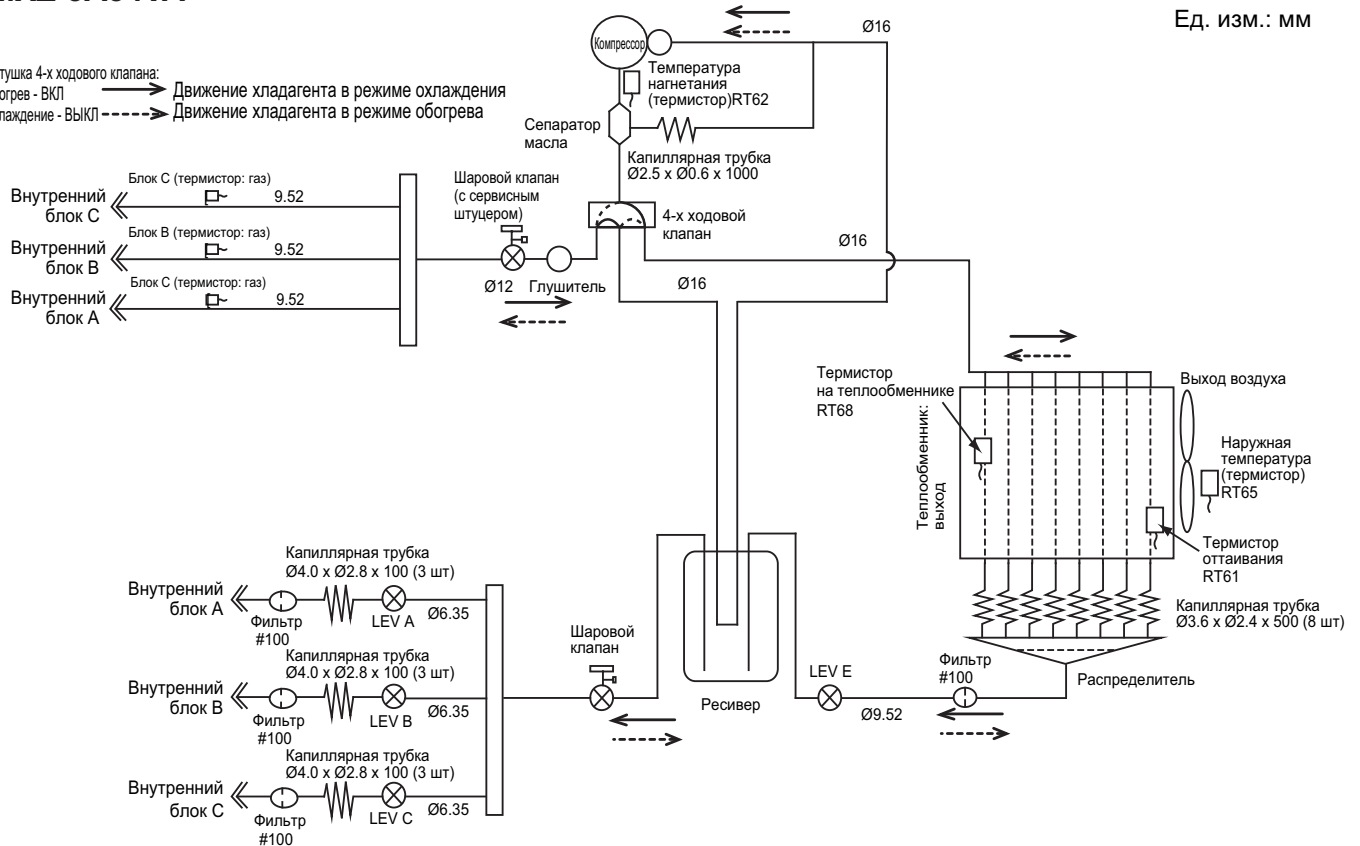 Ед. изм.: мм
тушка 4-х ходового клапана:
огрев - ВКЛ
Движение хладагента в режиме охлаждения
лаждение - ВЫКЛ
Движение хладагента в режиме обогрева
Компрессор
Ø16
Температура
нагнетания
(термистор)RT62
Сепаратор
масла
Капиллярная трубка
Ø2.5 x Ø0.6 x 1000
Шаровой клапан
(с сервисным
штуцером)
4-х ходовой
клапан
Блок C (термистор: газ)
Внутренний
блок C
9.52
Блок B (термистор: газ)
Внутренний
блок B
9.52
Блок C (термистор: газ)
Внутренний
блок A
9.52
Ø12
Глушитель
Ø16
Ø16
Термистор
на теплообменнике
RT68
Теплообменник:
выход
Выход воздуха
Наружная
температура
(термистор)
RT65
Термистор
оттаивания
RT61
Капиллярная трубка
Ø3.6 x Ø2.4 x 500 (8 шт)
Распределитель
Капиллярная трубка
Ø4.0 x Ø2.8 x 100 (3 шт)
Внутренний
блок A
Фильтр
#100
LEV A
Ø6.35
Капиллярная трубка
Ø4.0 x Ø2.8 x 100 (3 шт)
Внутренний
блок B
Фильтр
#100
LEV B
Ø6.35
Капиллярная трубка
Ø4.0 x Ø2.8 x 100 (3 шт)
Внутренний
блок C
Фильтр
#100
LEV C
Ø6.35
Шаровой
клапан
Ресивер
LEV E
Ø9.52
Фильтр
#100